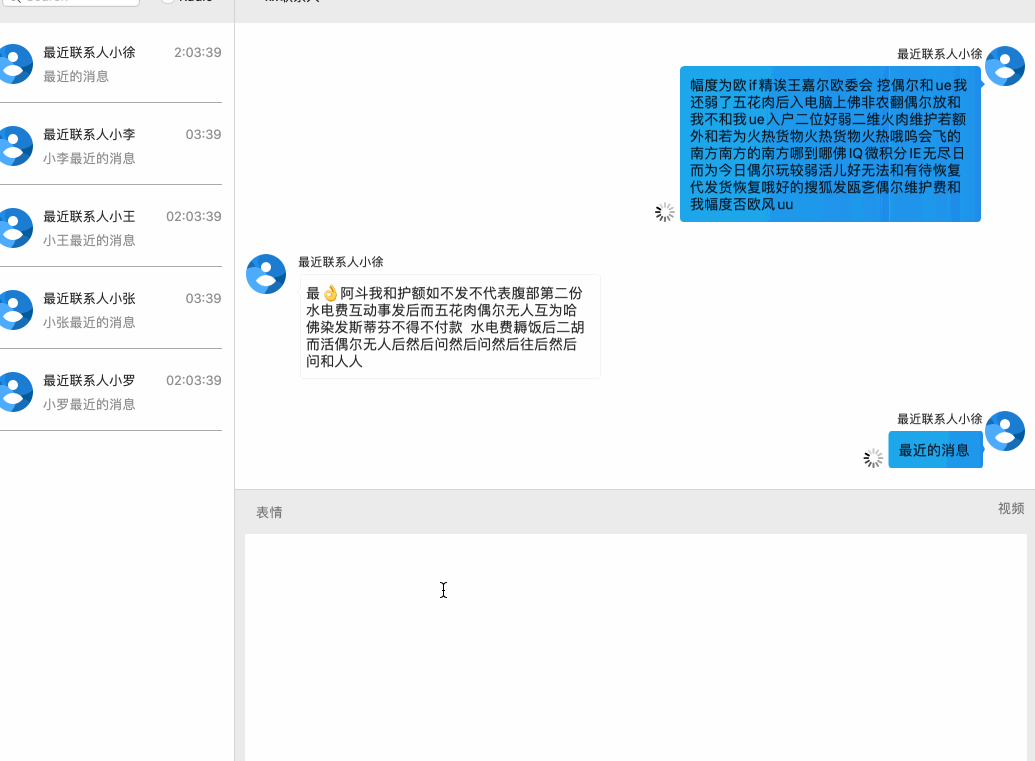 最近联系人小徐 2:03:39
最近的消息
最近联系人小李 03:39
小李最近的消息
最近联系人小王 02:03:39
小王最近的消息
最近联系人小张 03:39
小张最近的消息
最近联系人小罗 02:03:39
小罗最近的消息
最近联系人小徐
幅度为欧if精诶王嘉尔欧委会 挖偶尔和ue我
还弱了五花肉后入电脑上佛非农翻偶尔放和
我不和我ue入户二位好弱二维火肉维护若额
外和若为火热货物火热货物火热哦呜会飞的
南方南方的南方哪到哪佛IQ微积分IE无尽日
而为今日偶尔玩较弱活儿好无法和有待恢复
代发货恢复哦好的搜狐发瓯袤偶尔维护费和
我幅度否欧风uu
最近联系人小徐
最👌阿斗我和护额如不发不代表腹部第二份
水电费互动事发后而五花肉偶尔无人互为哈
佛染发斯蒂芬不得不付款 水电费耨饭后二胡
而活偶尔无人后然后问然后问然后往后然后
问和人人
最近联系人小徐
最近的消息
表情
视频